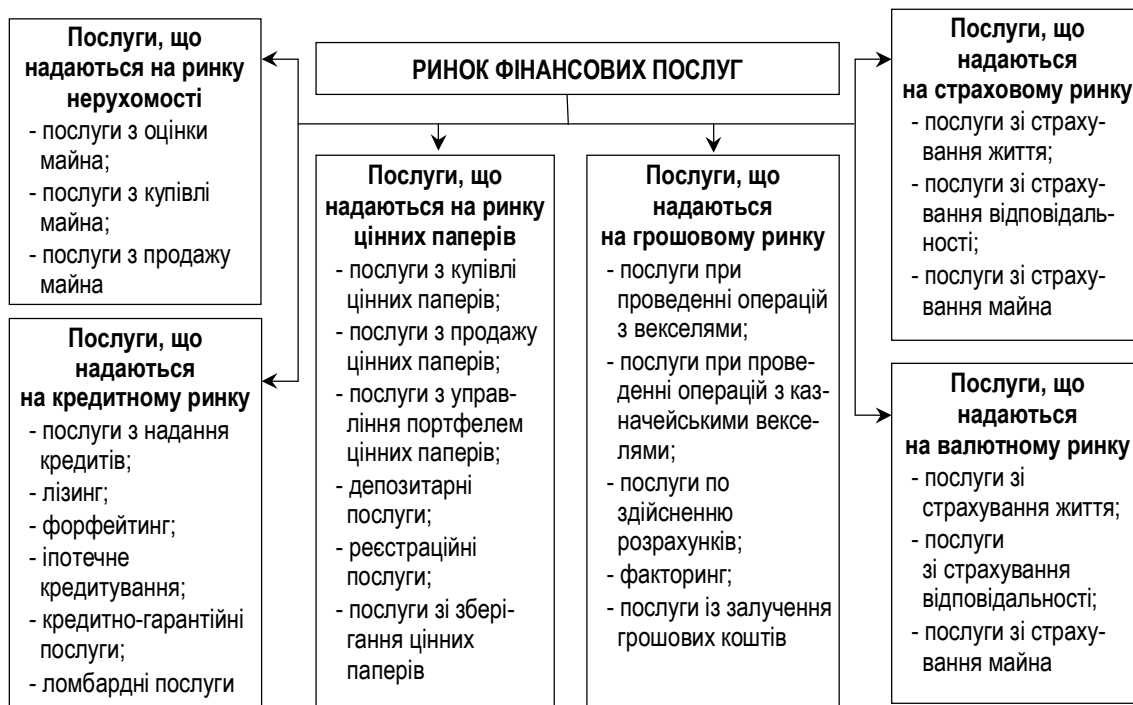 РИНОК ФІНАНСОВИХ ПОСЛУГ
Послуги, що
надаються на ринку
нерухомості
- послуги з оцінки
майна;
- послуги з купівлі
майна;
- послуги з продажу
майна
Послуги, що
надаються
на кредитному ринку
- послуги з надання
кредитів;
- лізинг;
- форфейтинг;
- іпотечне
кредитування;
- кредитно-гарантійні
послуги;
- ломбардні послуги
Послуги, що
надаються на ринку
цінних паперів
- послуги з купівлі
цінних паперів;
- послуги з продажу
цінних паперів;
- послуги з управ-
ління портфелем
цінних паперів;
- депозитарні
послуги;
- реєстраційні
послуги;
- послуги зі збері-
гання цінних
паперів
Послуги, що
надаються
на грошовому ринку
- послуги при
проведенні операцій
з векселями;
- послуги при прове-
денні операцій з каз-
начейськими вексе-
лями;
- послуги по
здійсненню
розрахунків;
- факторинг;
- послуги із залучення
грошових коштів
Послуги, що
надаються
на страховому ринку
- послуги зі страху-
вання життя;
- послуги зі страху-
вання відповідаль-
ності;
- послуги зі страху-
вання майна
Послуги, що
надаються
на валютному ринку
- послуги зі
страхування життя;
- послуги
зі страхування
відповідальності;
- послуги зі страху-
вання майна